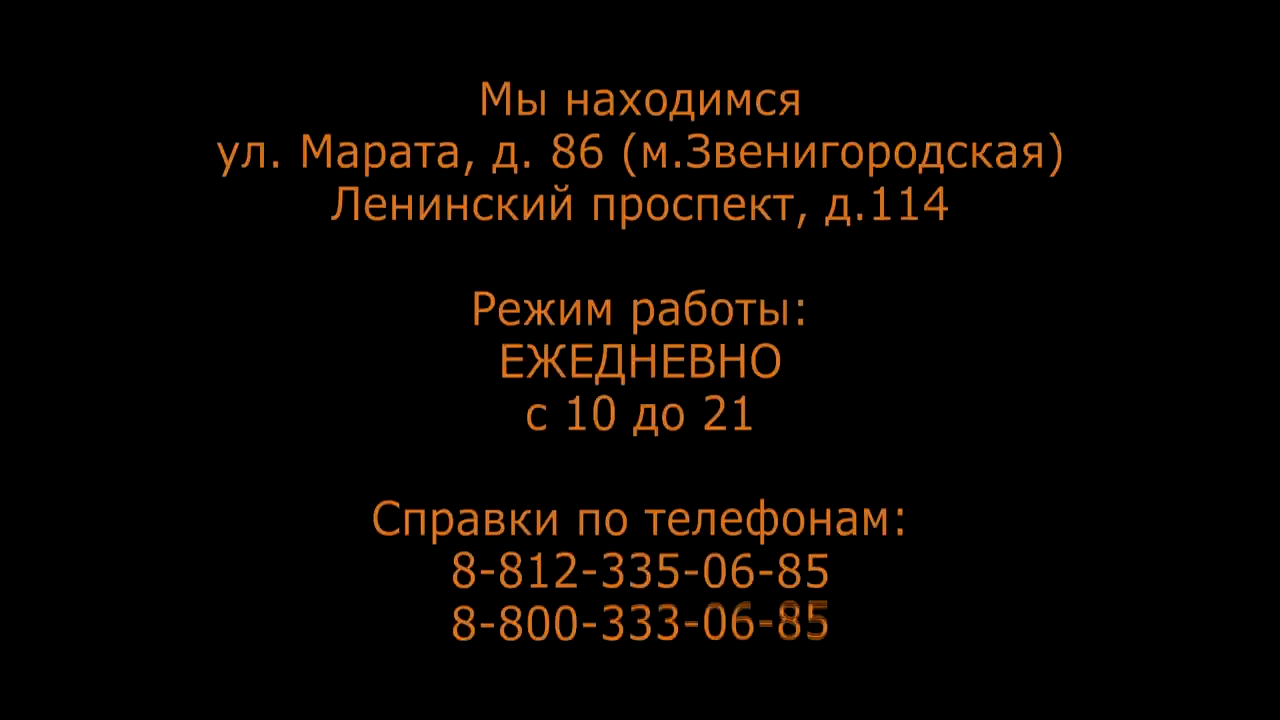 Мы находимся
ул. Марата, д. 86 (м.Звенигородская)
Ленинский проспект, д.114
Режим работы:
ЕЖЕДНЕВНО
с 10 до 21
Справки по телефонам:
8-812-335-06-85
8-800-333-06-85